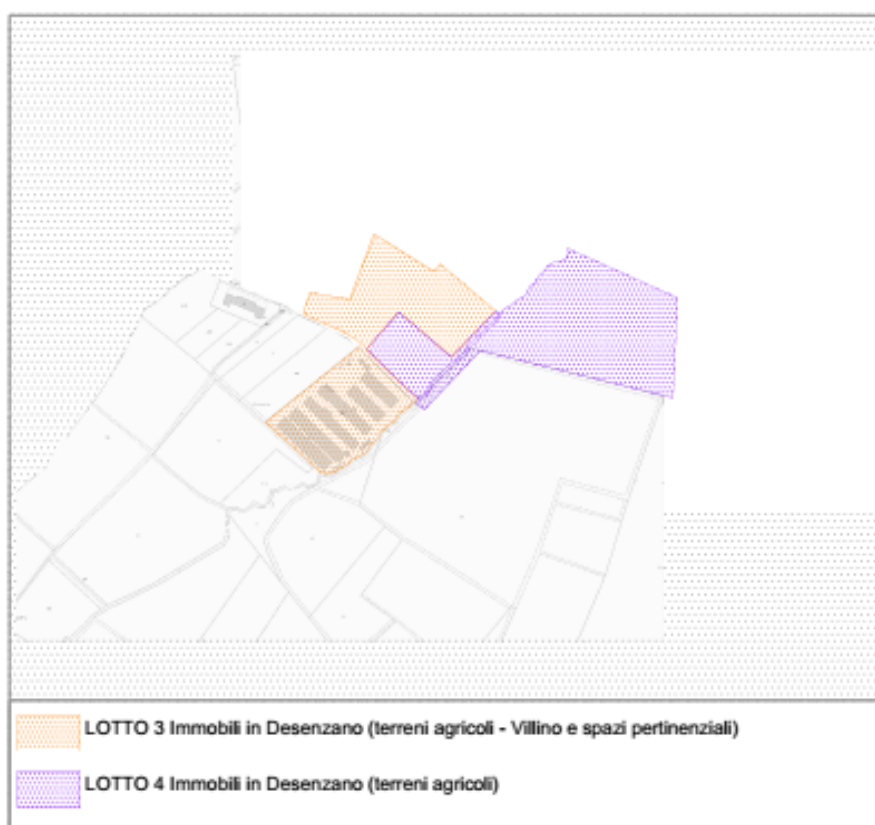 LOTTO 3 Immobili in Desenzano (terreni agricoli - Villino e spazi pertinenziali)
LOTTO 4 Immobili in Desenzano (terreni agricoli)